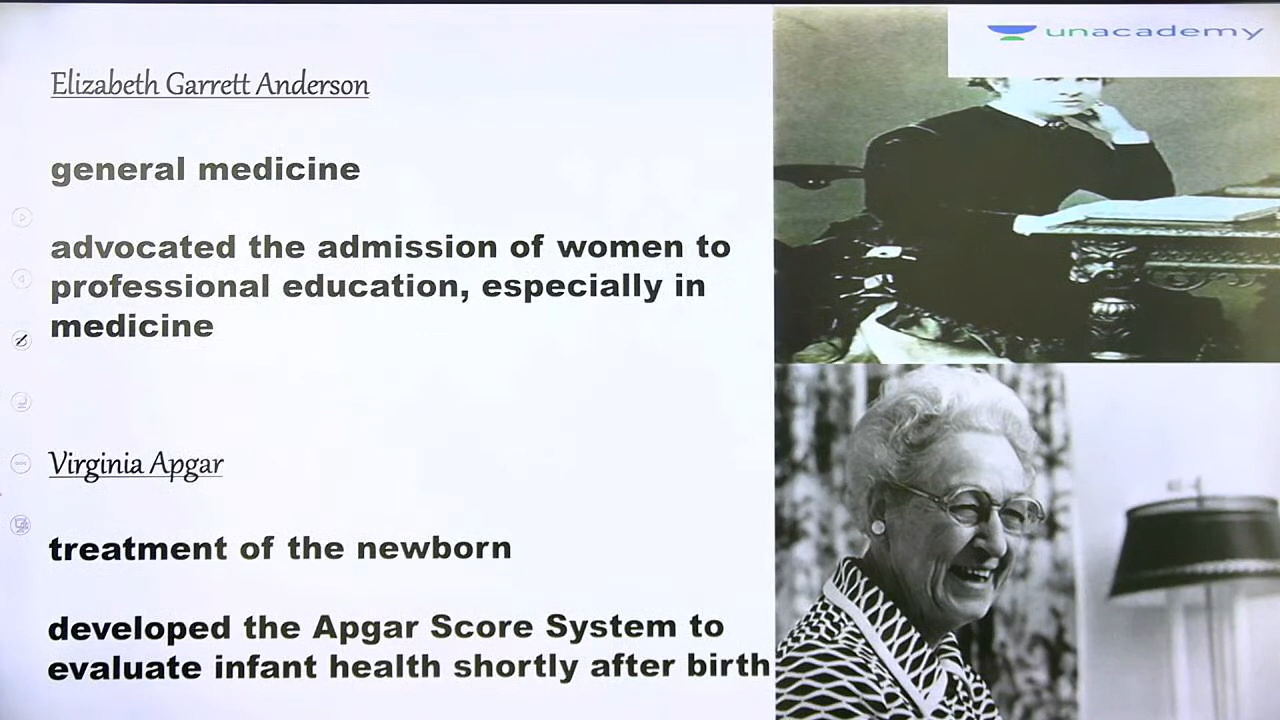 unacademy
Elizabeth Garrett Anderson
general medicine
advocated the admission of women to
professional education, especially in
medicine
Virginia Apgar
treatment of the newborn
developed the Apgar Score System to
evaluate infant health shortly after birth